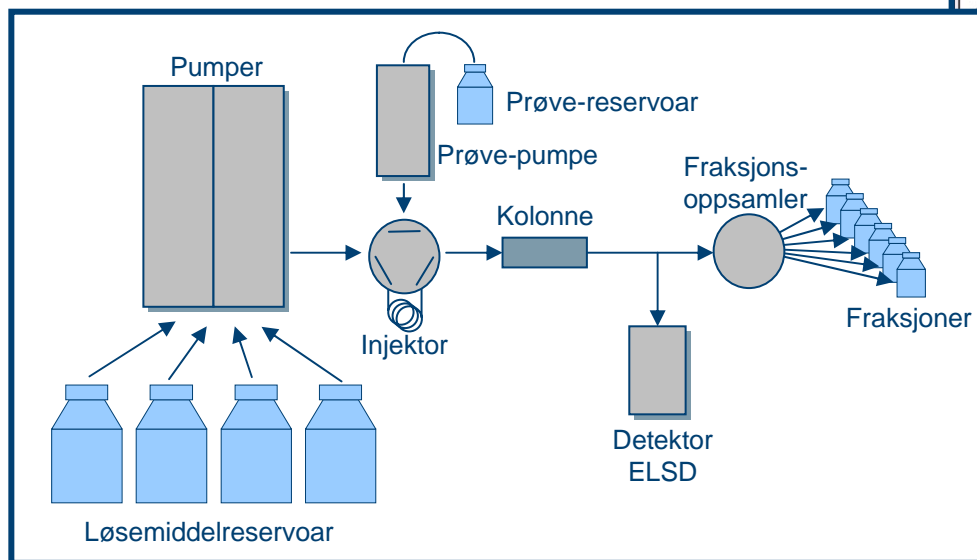 Pumper
Prøve-reservoar
Prøve-pumpe
Fraksjons-
oppsamler
Kolonne
Injektor
Fraksjoner
Detektor
ELSD
Løsemiddelreservoar